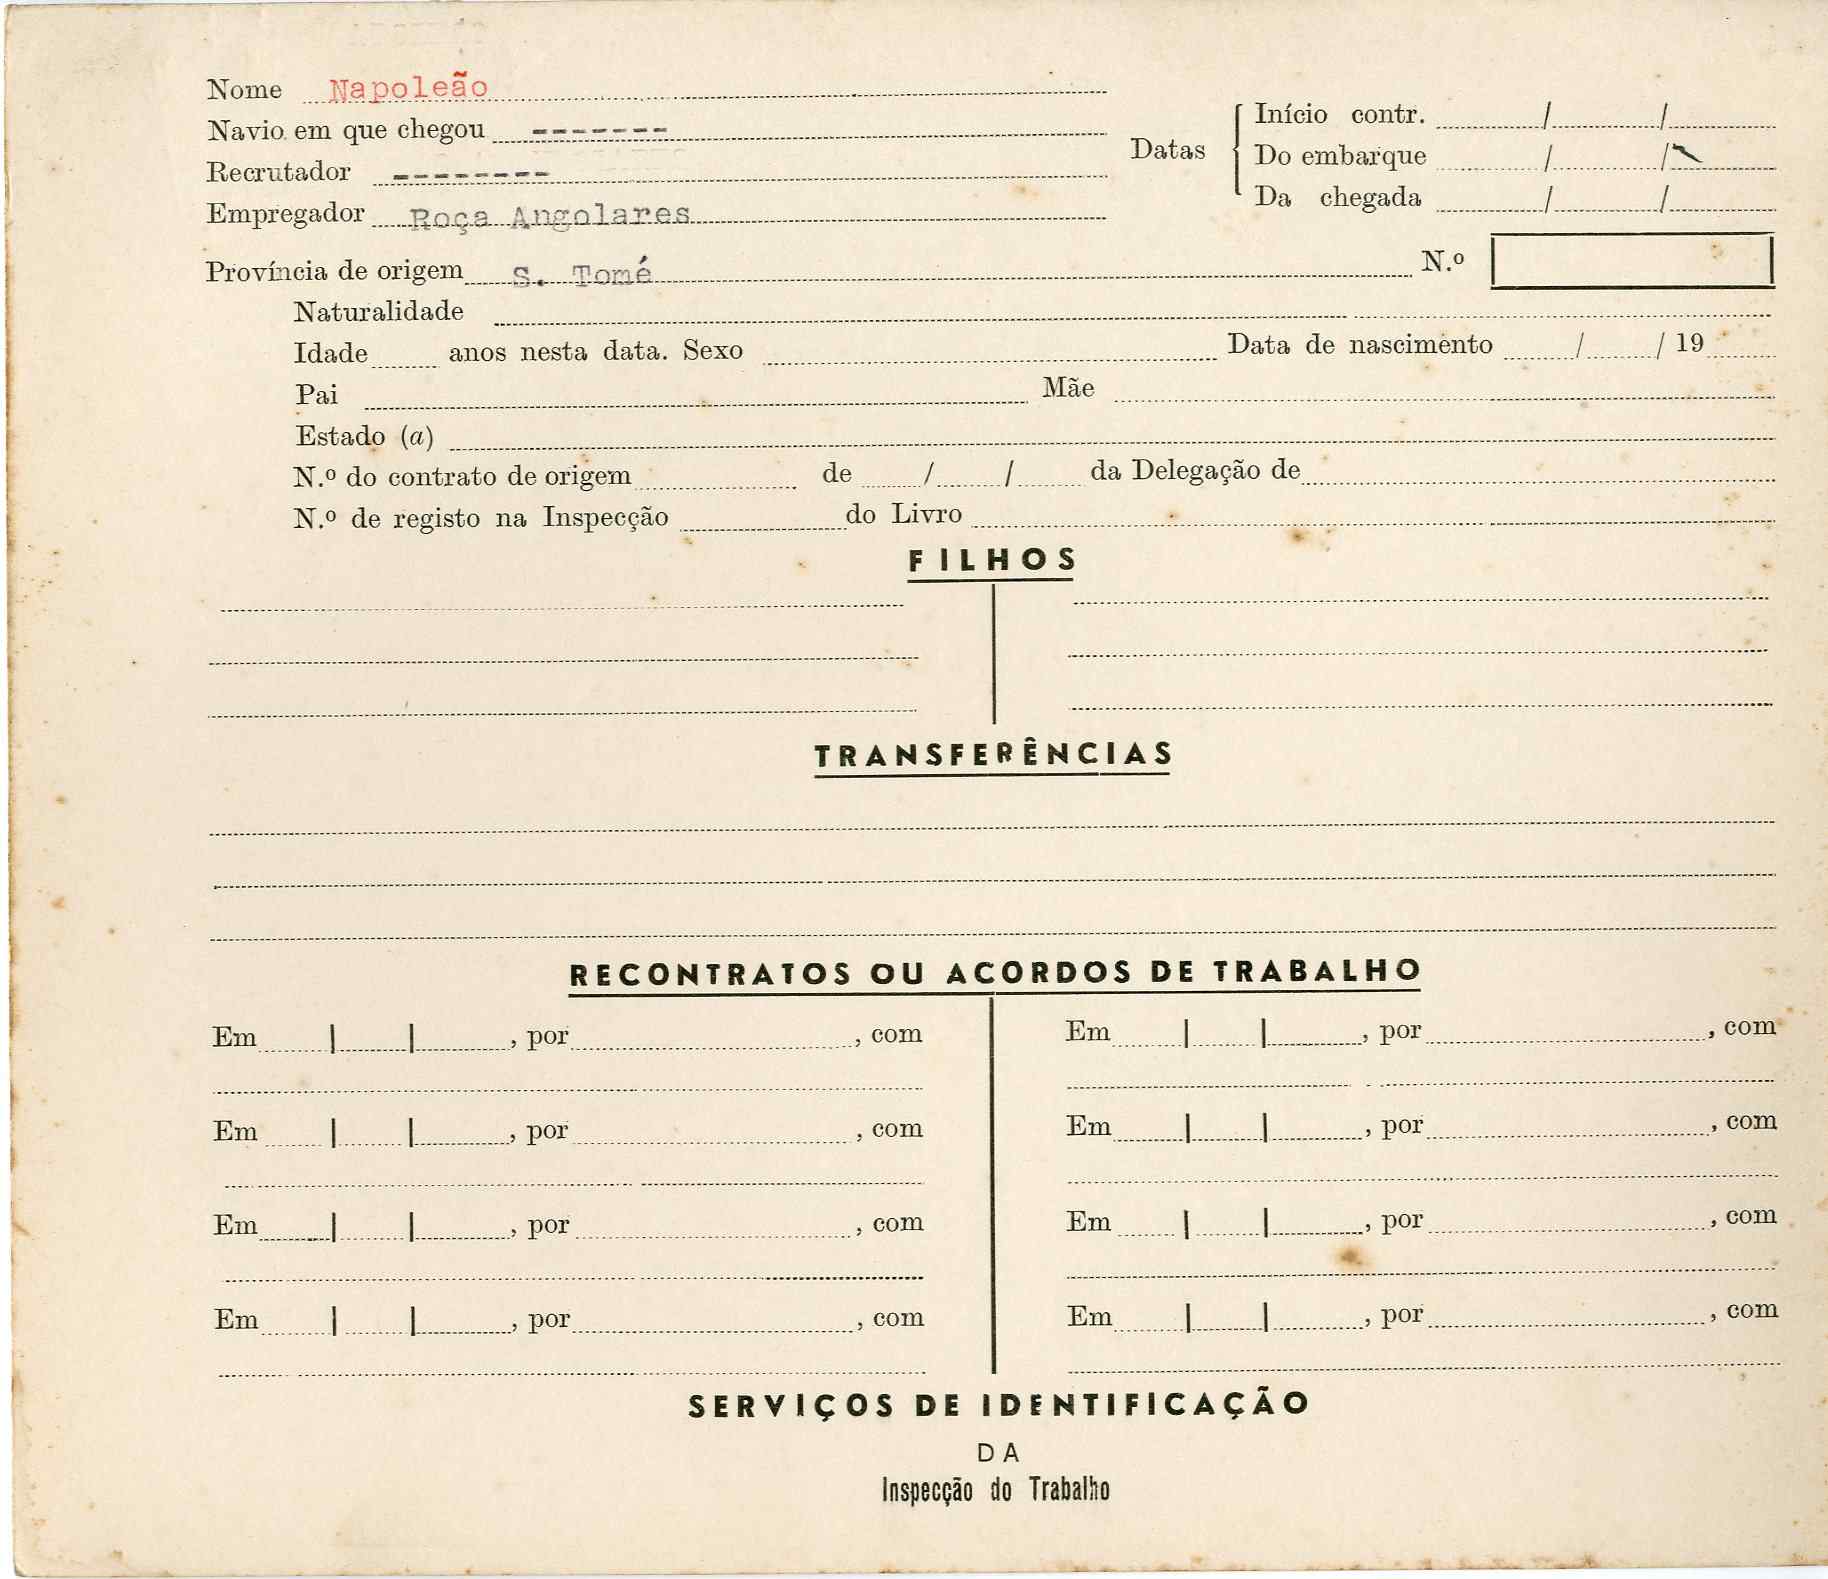 Nome Napoleão
Navio em que chegou -------
Recrutador --------
Empregador Roça Angolares
Datas
Início contr. / /
Do embarque / /
Da chegada / /
Província de origem S. Tomé N.º
Naturalidade
Idade anos nesta data. Sexo Data de nascimento / / 19
Pai Mãe
Estado (a)
N.º do contrato de origem de / / da Delegação de
N.º de registo na Inspecção do Livro
FILHOS
TRANSFERÊNCIAS
RECONTRATOS OU ACORDOS DE TRABALHO
Em | | , por , com Em | | , por , com
Em | | , por , com Em | | , por , com
Em | | , por , com Em | | , por , com
Em | | , por , com Em | | , por , com
SERVIÇOS DE IDENTIFICAÇÃO
DA
Inspecção do Trabalho